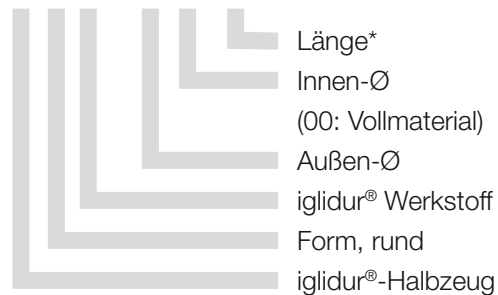 Länge*
Innen-Ø
(00: Vollmaterial)
Außen-Ø
iglidur® Werkstoff
Form, rund
iglidur®-Halbzeug